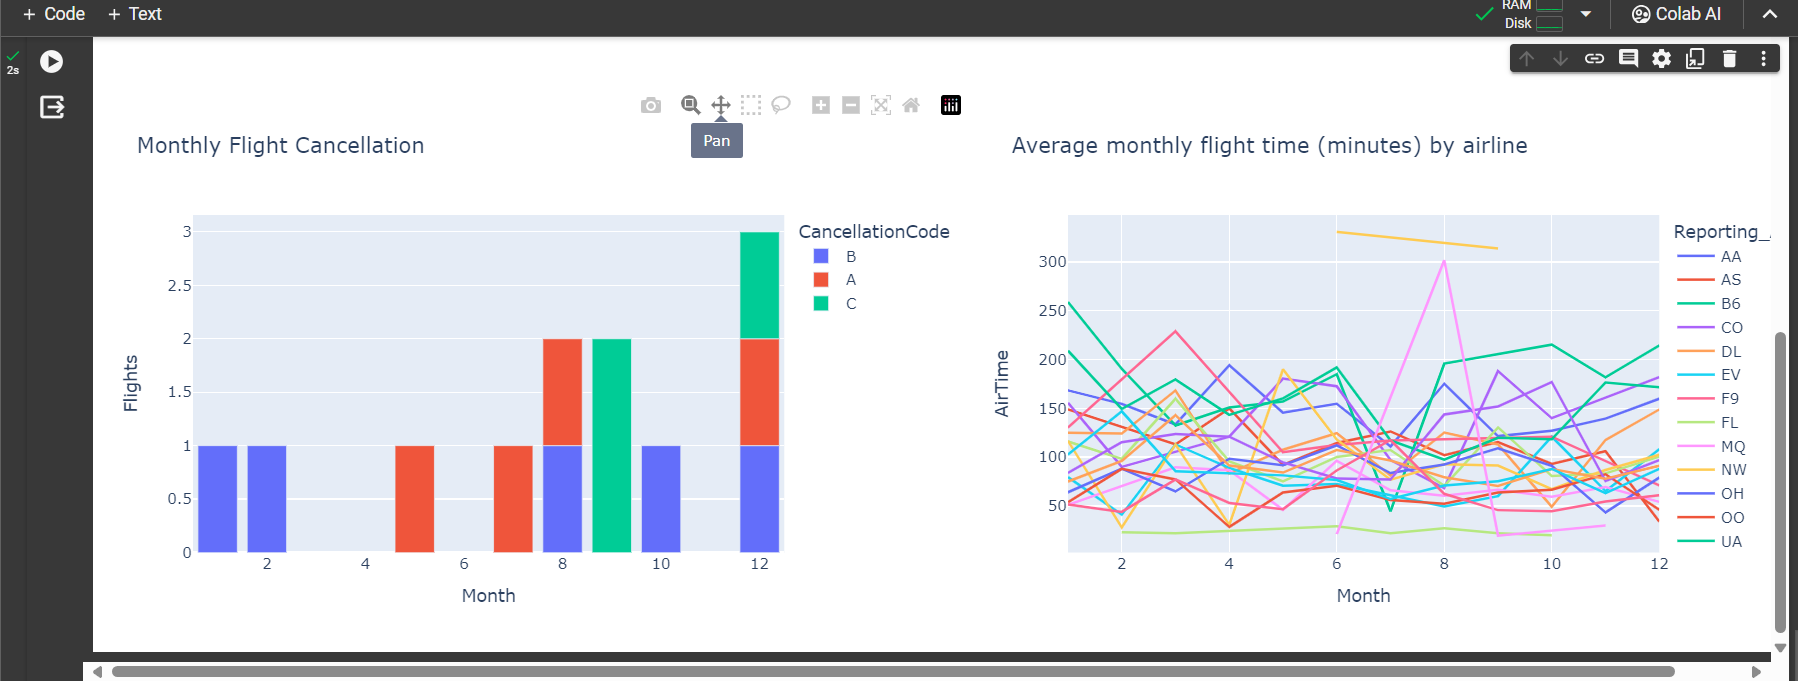 + Code + Text
RAM
Disk
Colab AI
2s
Pan
Monthly Flight Cancellation
Flights
3
2.5
2
1.5
1
0.5
0
2 4 6 8 10 12
Month
CancellationCode
B
A
C
Average monthly flight time (minutes) by airline
AirTime
300
250
200
150
100
50
2 4 6 8 10 12
Month
Reporting_
AA
AS
B6
CO
DL
EV
F9
FL
MQ
NW
OH
OO
UA